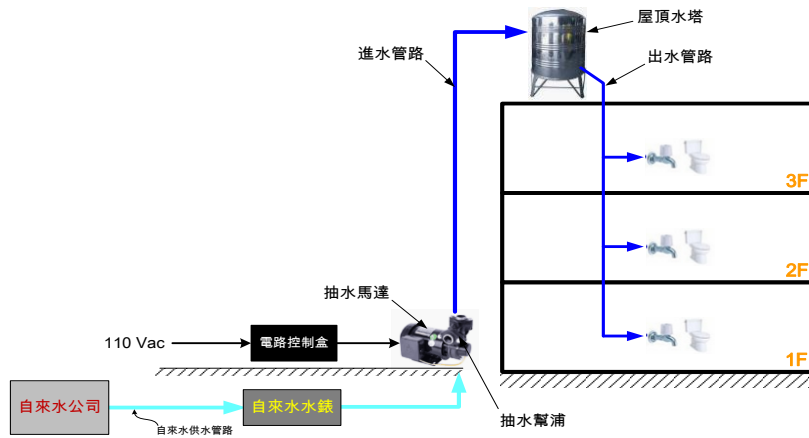 屋頂水塔
進水管路
出水管路
3F
2F
抽水馬達
110 Vac
電路控制盒
1F
自來水公司
自來水水錶
抽水幫浦
自來水供水管路